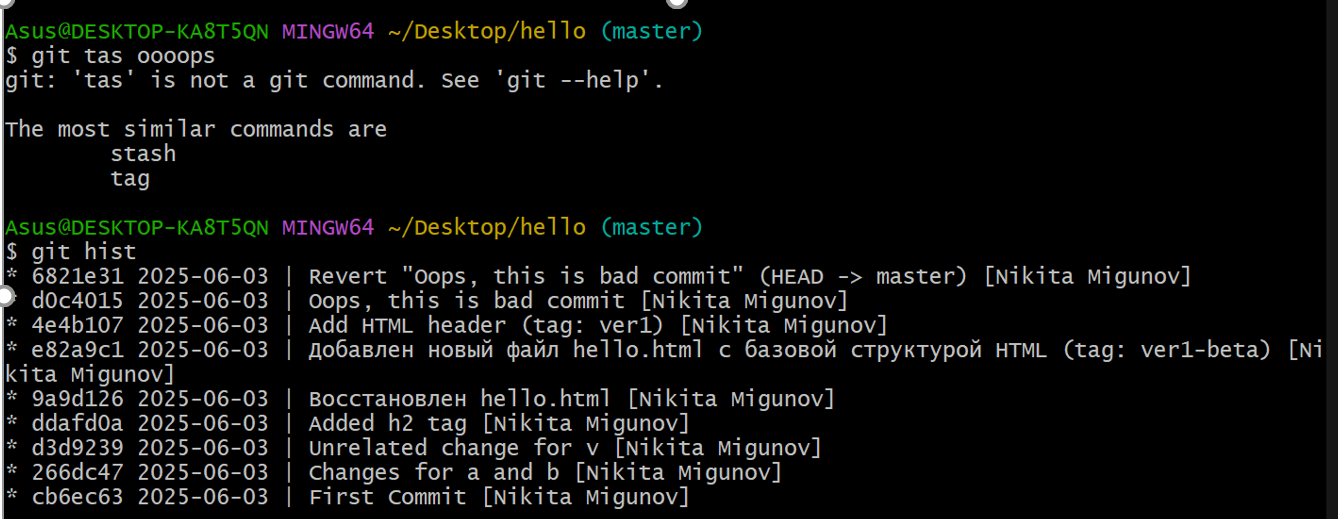 Asus@DESKTOP-KA8T5QN MINGW64 ~/Desktop/hello (master)
$ git tas oooops
git: 'tas' is not a git command. See 'git --help'.
The most similar commands are
stash
tag
Asus@DESKTOP-KA8T5QN MINGW64 ~/Desktop/hello (master)
$ git hist
* 6821e31 2025-06-03 | Revert "Oops, this is bad commit" (HEAD -> master) [Nikita Migunov]
* d0c4015 2025-06-03 | Oops, this is bad commit [Nikita Migunov]
* 4e4b107 2025-06-03 | Add HTML header (tag: ver1) [Nikita Migunov]
* e82a9c1 2025-06-03 | Добавлен новый файл hello.html с базовой структурой HTML (tag: ver1-beta) [Ni
kita Migunov]
* 9a9d126 2025-06-03 | Восстановлен hello.html [Nikita Migunov]
* ddafd0a 2025-06-03 | Added h2 tag [Nikita Migunov]
* d3d9239 2025-06-03 | Unrelated change for v [Nikita Migunov]
* 266dc47 2025-06-03 | Changes for a and b [Nikita Migunov]
* cb6ec63 2025-06-03 | First Commit [Nikita Migunov]